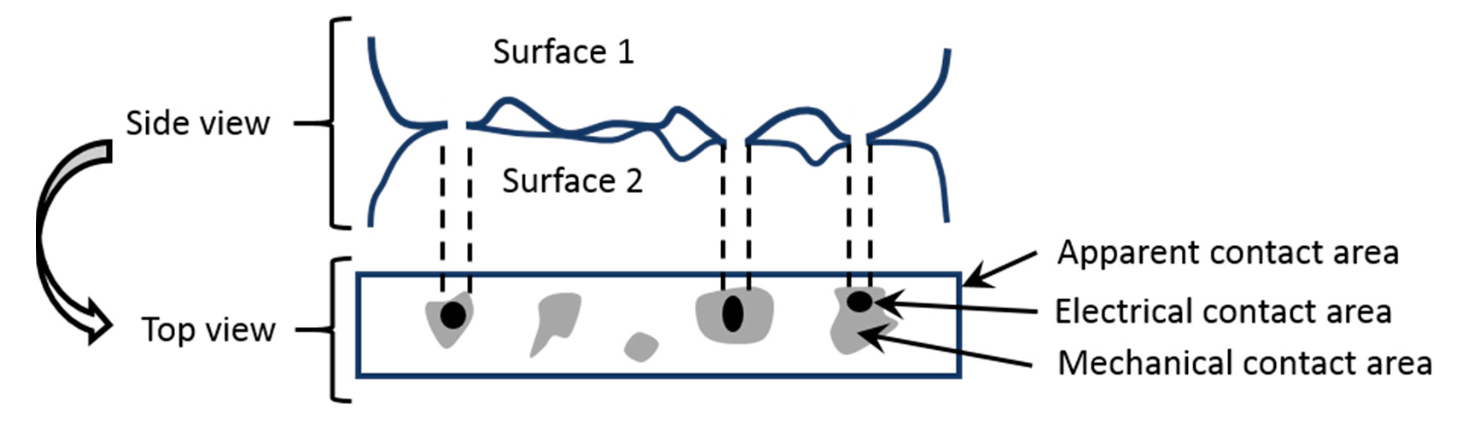 Surface 1
Side view
Surface 2
Apparent contact area
Electrical contact area
Top view
Mechanical contact area